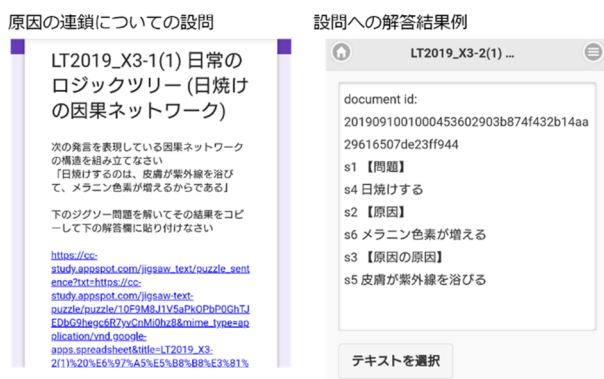 原因の連鎖についての設問
LT2019_X3-1(1) 日常の
ロジックツリー (日焼け
の因果ネットワーク)
次の発言を表現している因果ネットワーク
の構造を組み立てなさい
「日焼けするのは、皮膚が紫外線を浴び
て、メラニン色素が増えるからである」
下のジグソー問題を解いてその結果をコピ
ーして下の解答欄に貼り付けなさい
https://cc-
study.appspot.com/jigsaw_text/puzzle_sent
ence?txt=https://cc-
study.appspot.com/jigsaw-text-
puzzle/puzzle/10F9M8J1V5aPkOPbP0GhTJ
EDbG9hegc6R7yvCnMi0hz8&mime_type=ap
plication/vnd.google-
apps.spreadsheet&title=LT2019_X3-
2(1)%20%E6%97%A5%E5%B8%B8%E3%81%
設問への解答結果例
LT2019_X3-2(1) ...
document id:
2019091001000453602903b874f432b14aa
29616507de23ff944
s1 【問題】
s4 日焼けする
s2 【原因】
s6 メラニン色素が増える
s3 【原因の原因】
s5 皮膚が紫外線を浴びる
テキストを選択